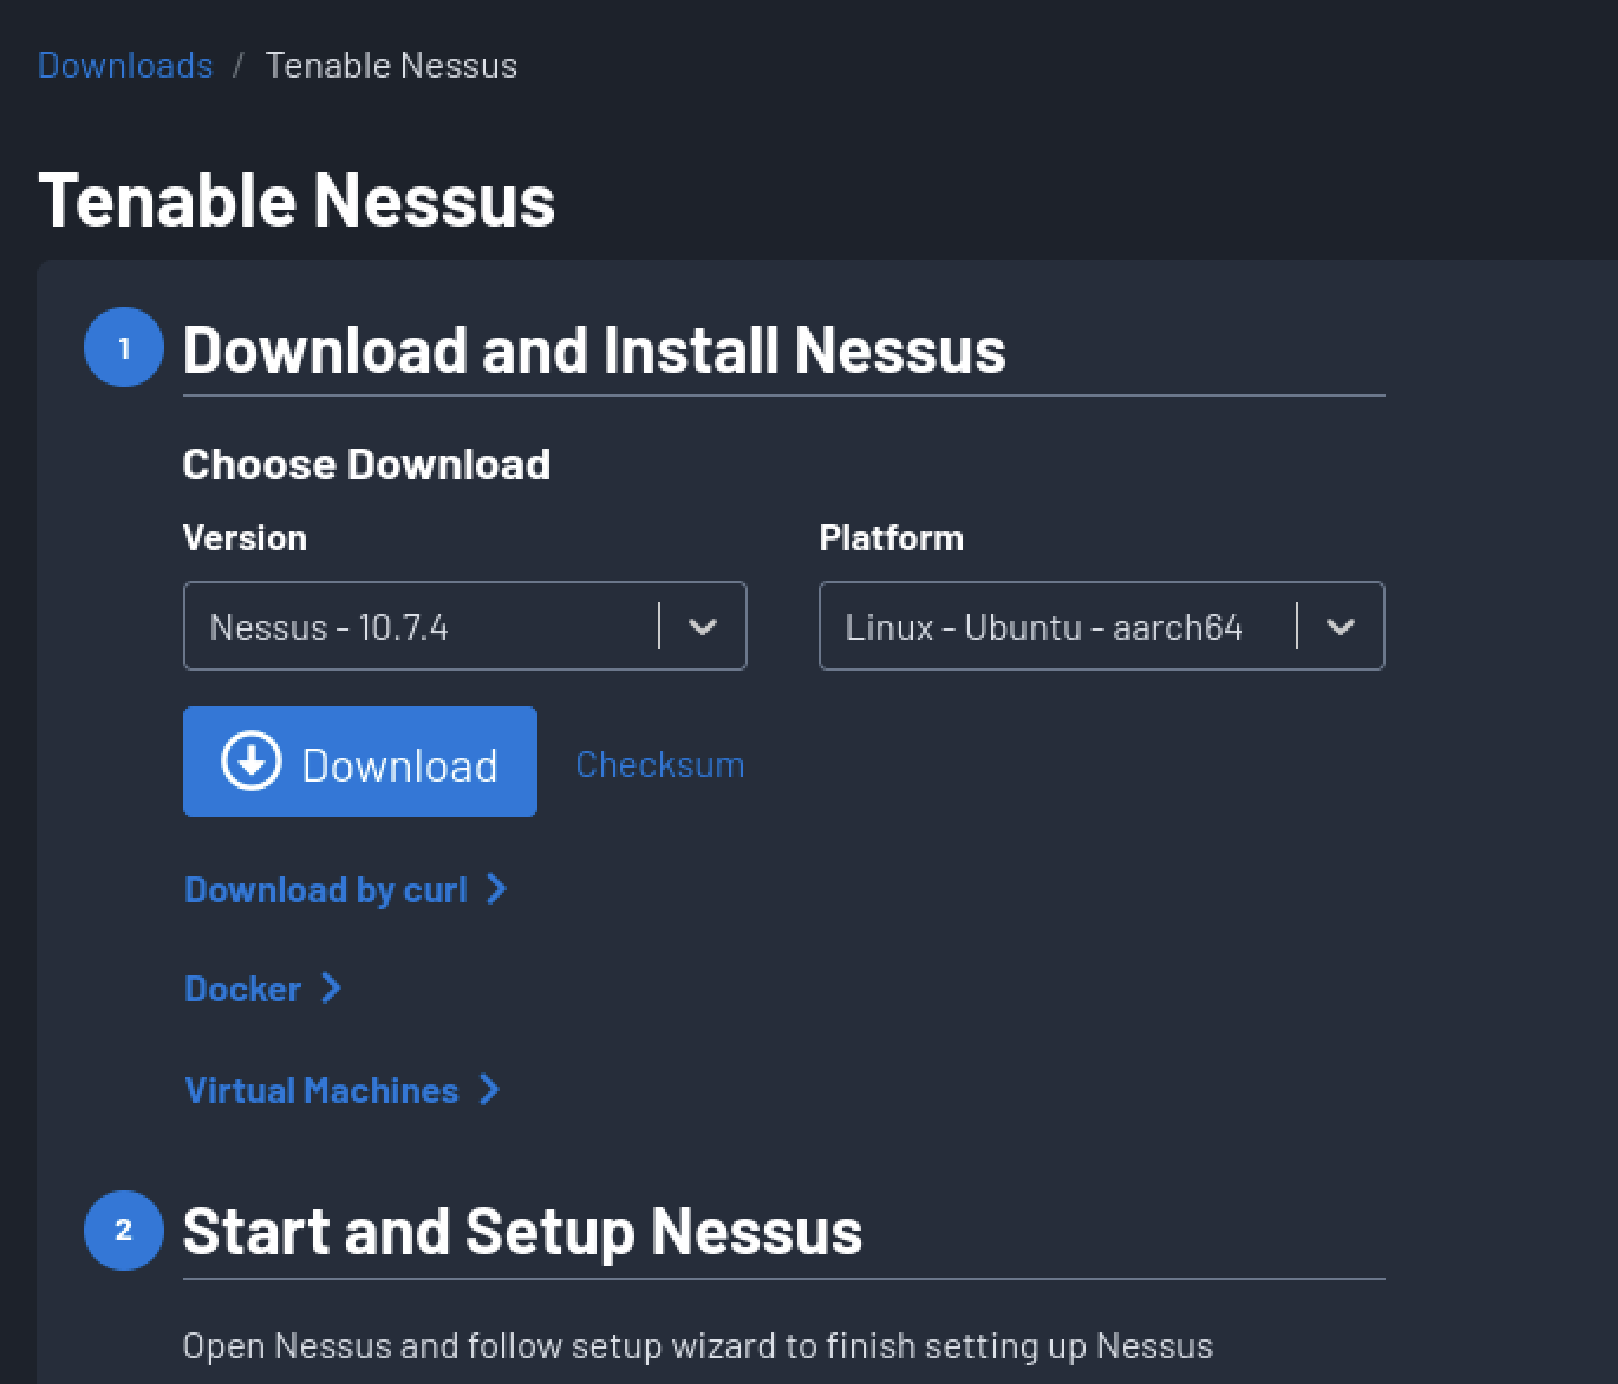 Downloads / Tenable Nessus
Tenable Nessus
1 Download and Install Nessus
Choose Download
Version Platform
Nessus - 10.7.4 Linux - Ubuntu - aarch64
Download Checksum
Download by curl
Docker
Virtual Machines
2 Start and Setup Nessus
Open Nessus and follow setup wizard to finish setting up Nessus